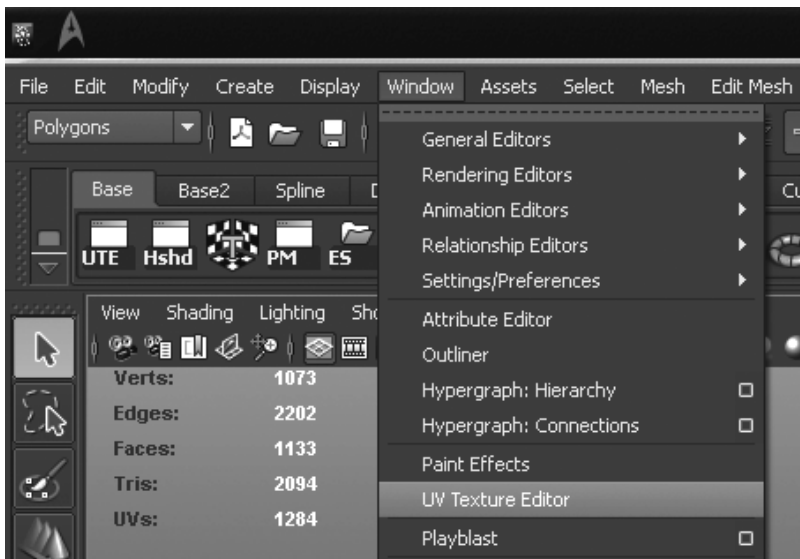 File Edit Modify Create Display Window Assets Select Mesh Edit Mesh
Polygons
General Editors
Rendering Editors
Animation Editors
Relationship Editors
Settings/Preferences
Attribute Editor
Outliner
Hypergraph: Hierarchy
Hypergraph: Connections
Paint Effects
UV Texture Editor
Playblast
Base Base2 Spline
UTE Hshd PM ES
View Shading Lighting
Verts: 1073
Edges: 2202
Faces: 1133
Tris: 2094
UVs: 1284